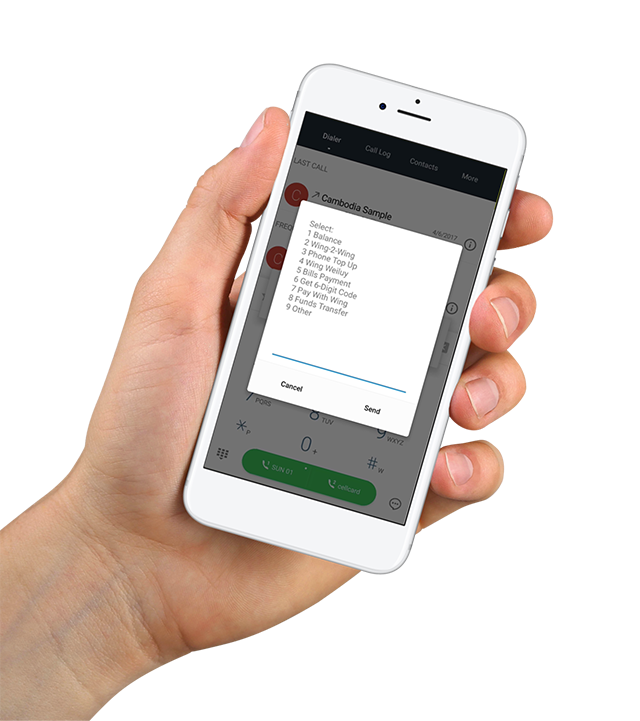 Dialer
Call Log
Contacts
More
LAST CALL
C
Cambodia Sample
4/6/2017
FREQ
C
Select:
1 Balance
2 Wing-2-Wing
3 Phone Top Up
4 Wing Weiluy
5 Bills Payment
6 Get 6-Digit Code
7 Pay With Wing
8 Funds Transfer
9 Other
Cancel
Send
7 PQRS
8 TUV
9 WXYZ
* P
0 +
# W
SUN 01
cellcard